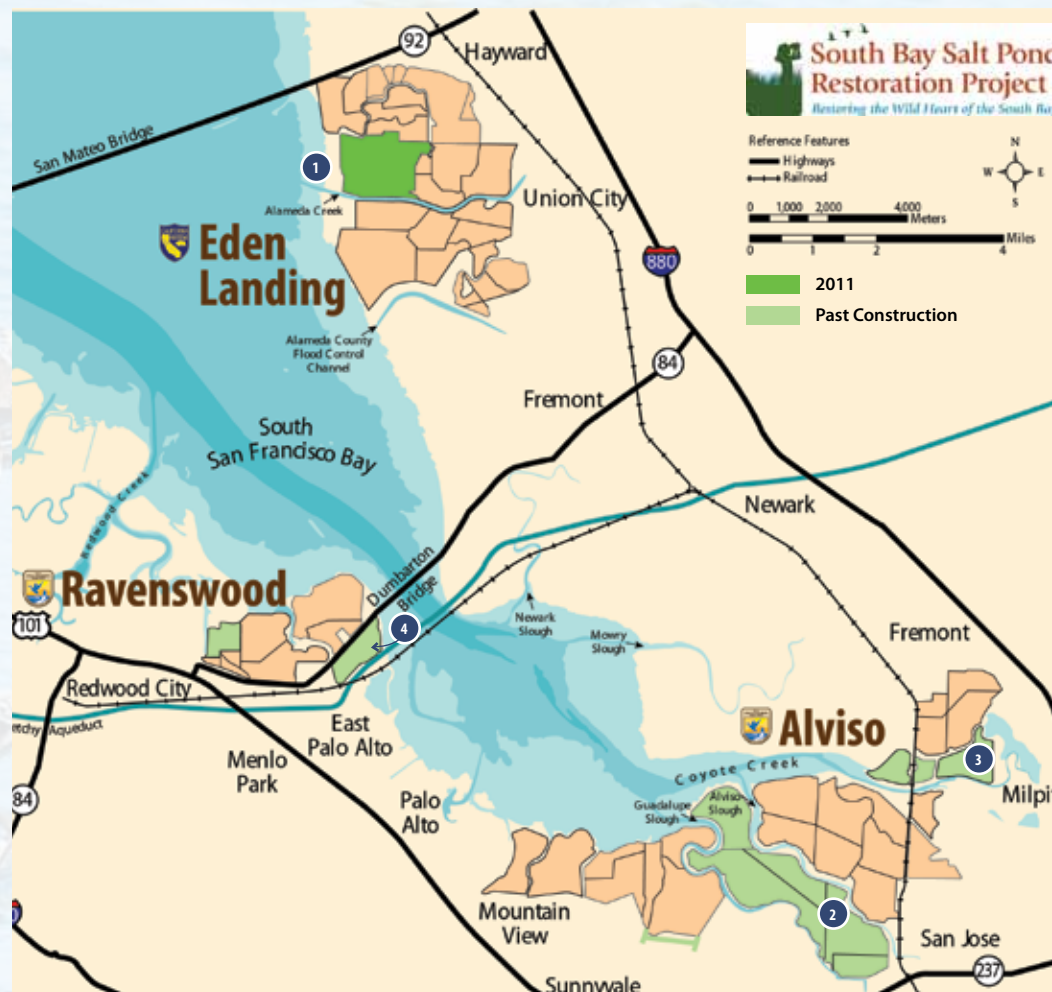 92
Hayward
South Bay Salt Pond
Restoration Project
Restoring the Wild Heart of the South Bay
San Mateo Bridge
Reference Features
Highways
Railroad
N
W
E
S
1
Alameda Creek
Union City
0 1,000 2,000 4,000
Meters
Miles
0 1 2 4
Eden
Landing
880
2011
Past Construction
Alameda County
Flood Control
Channel
84
Fremont
South
San Francisco Bay
Redwood Creek
Newark
Dumbarton
Bridge
Ravenswood
101
4
Newark
Slough
Mowry
Slough
Fremont
Redwood City
etchy Aqueduct
East
Palo Alto
Alviso
Menlo
Park
3
Coyote Creek
84
Palo
Alto
Guadalupe
Slough
Alviso
Slough
Milpi
Mountain
View
2
San Jose
237
Sunnyvale